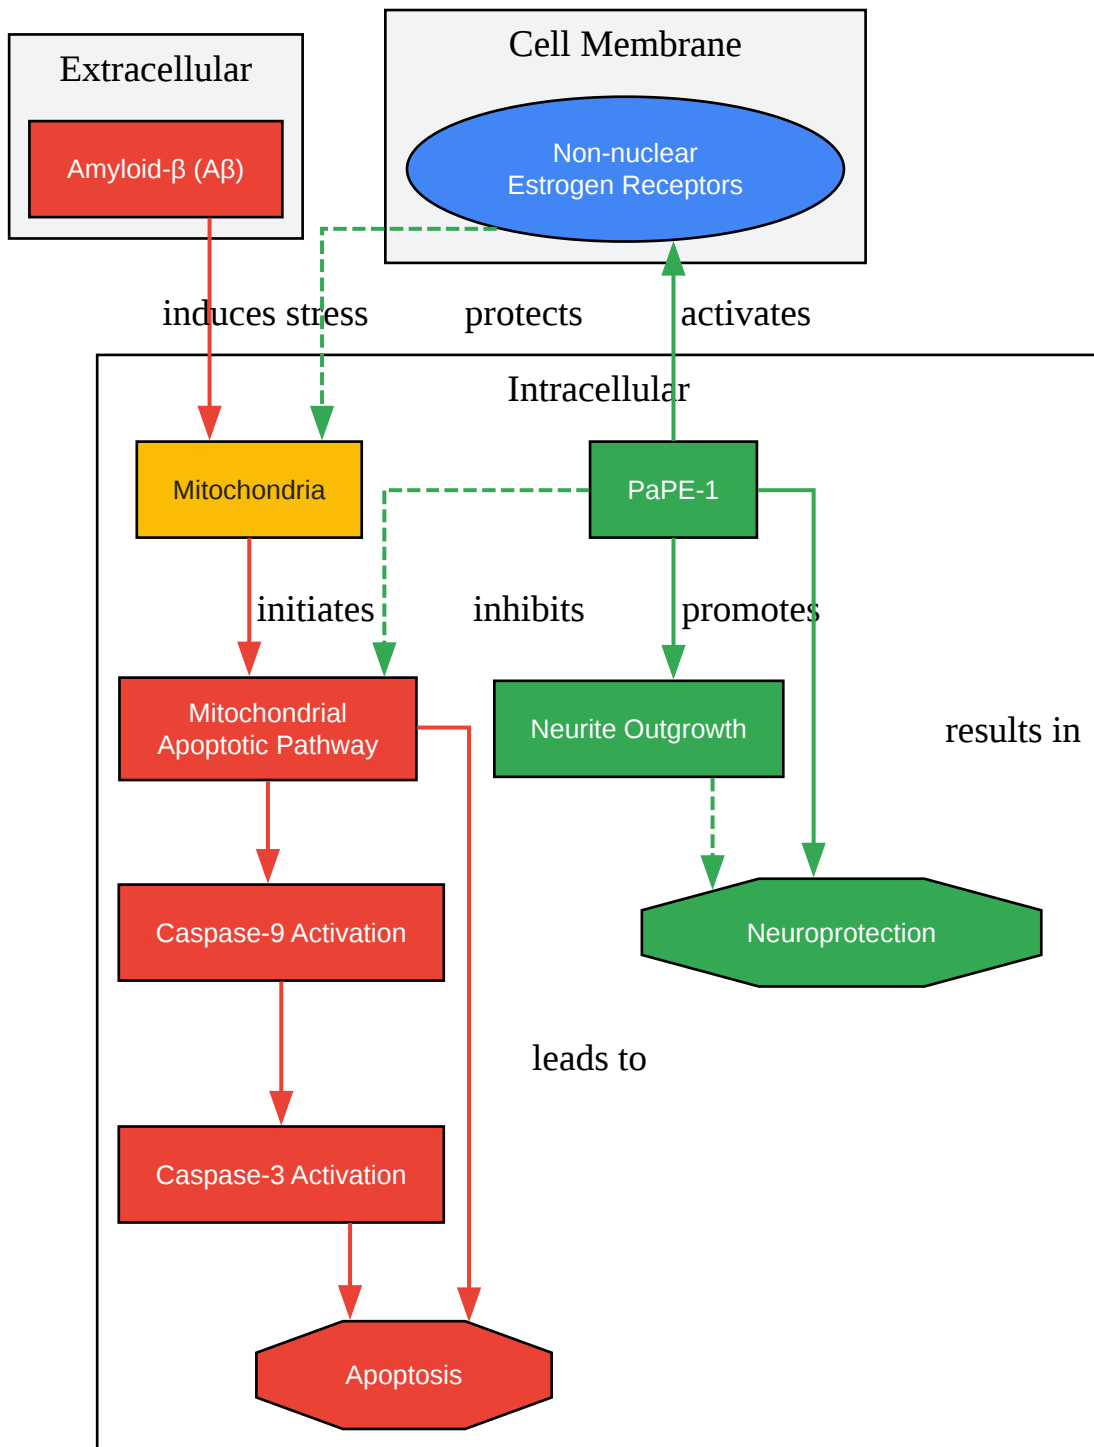 Extracellular
Cell Membrane
Amyloid-β (Aβ)
Non-nuclear
Estrogen Receptors
induces stress
protects
activates
Intracellular
Mitochondria
PaPE-1
initiates
inhibits
promotes
Mitochondrial
Apoptotic Pathway
Neurite Outgrowth
results in
Caspase-9 Activation
Neuroprotection
leads to
Caspase-3 Activation
Apoptosis